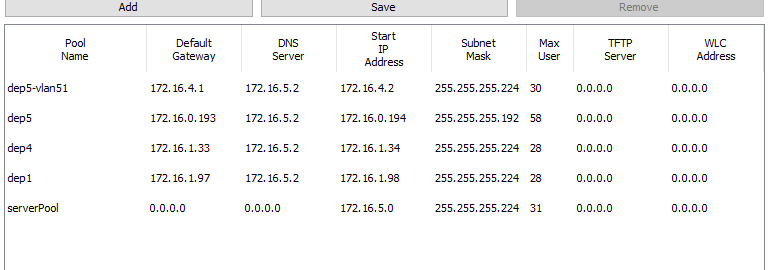 Add Save Remove
Pool Name Default Gateway DNS Server Start IP Address Subnet Mask Max User TFTP Server WLC Address
dep5-vlan51 172.16.4.1 172.16.5.2 172.16.4.2 255.255.255.224 30 0.0.0.0 0.0.0.0
dep5 172.16.0.193 172.16.5.2 172.16.0.194 255.255.255.192 58 0.0.0.0 0.0.0.0
dep4 172.16.1.33 172.16.5.2 172.16.1.34 255.255.255.224 28 0.0.0.0 0.0.0.0
dep1 172.16.1.97 172.16.5.2 172.16.1.98 255.255.255.224 28 0.0.0.0 0.0.0.0
serverPool 0.0.0.0 0.0.0.0 172.16.5.0 255.255.255.224 31 0.0.0.0 0.0.0.0